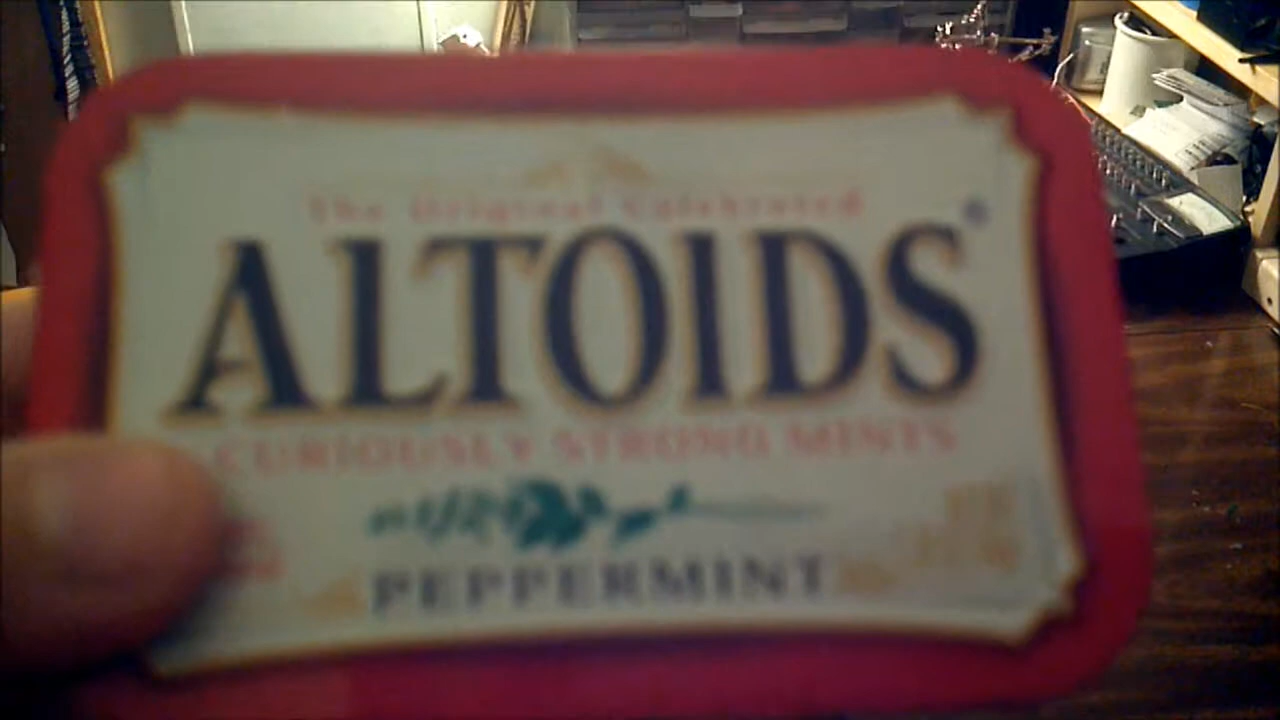 The Original Celebrated
ALTOIDS®
CURIOUSLY STRONG MINTS
PEPPERMINT